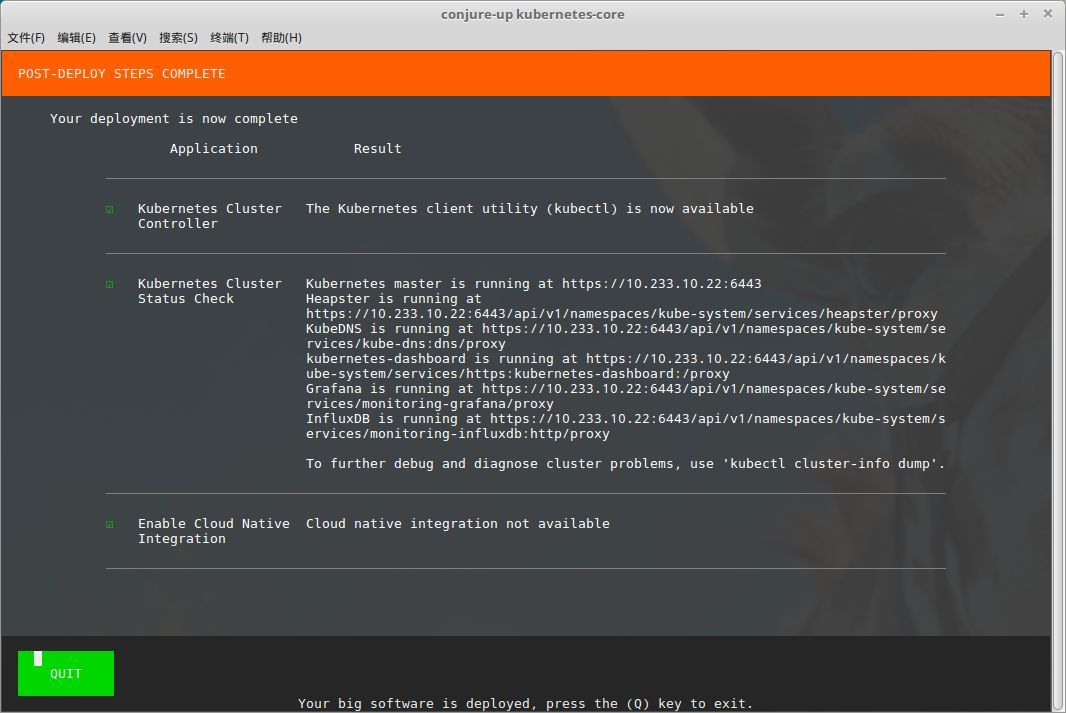 conjure-up kubernetes-core
文件(F) 编辑(E) 查看(V) 搜索(S) 终端(T) 帮助(H)
POST-DEPLOY STEPS COMPLETE
Your deployment is now complete
Application Result
Kubernetes Cluster The Kubernetes client utility (kubectl) is now available
Controller
Kubernetes Cluster Kubernetes master is running at https://10.233.10.22:6443
Status Check Heapster is running at
https://10.233.10.22:6443/api/v1/namespaces/kube-system/services/heapster/proxy
KubeDNS is running at https://10.233.10.22:6443/api/v1/namespaces/kube-system/se
rvices/kube-dns:dns/proxy
kubernetes-dashboard is running at https://10.233.10.22:6443/api/v1/namespaces/k
ube-system/services/https:kubernetes-dashboard:/proxy
Grafana is running at https://10.233.10.22:6443/api/v1/namespaces/kube-system/se
rvices/monitoring-grafana/proxy
InfluxDB is running at https://10.233.10.22:6443/api/v1/namespaces/kube-system/s
ervices/monitoring-influxdb:http/proxy
To further debug and diagnose cluster problems, use 'kubectl cluster-info dump'.
Enable Cloud Native Cloud native integration not available
Integration
QUIT
Your big software is deployed, press the (Q) key to exit.